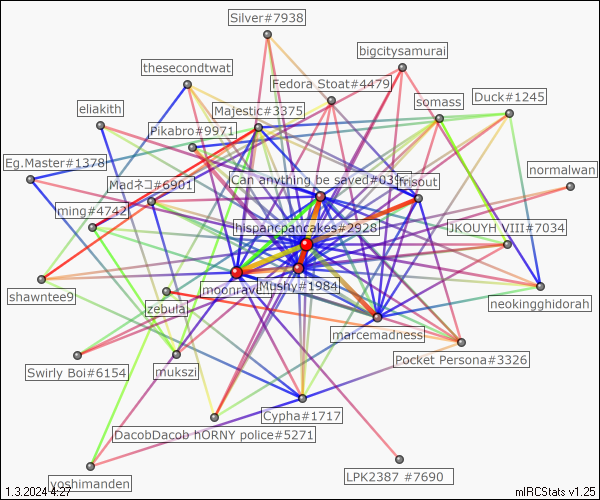 Silver#7938
bigcitysamurai
thesecondtwat
Fedora Stoat#4479
Duck#1245
somass
eliakith
Majestic#3375
Pikabro#9971
Eg.Master#1378
normalwan
Can anything be saved#039
frisout
Madネコ#6901
ming#4742
hispancpancakes#2928
JKOUYH VIII#7034
moonrave
Mushy#1984
shawntee9
zebula
neokingghidorah
marcemadness
Pocket Persona#3326
Swirly Boi#6154
mukszi
Cypha#1717
DacobDacob hORNY police#5271
yoshimanden
LPK2387 #7690
1.3.2024 4:27
mIRCStats v1.25